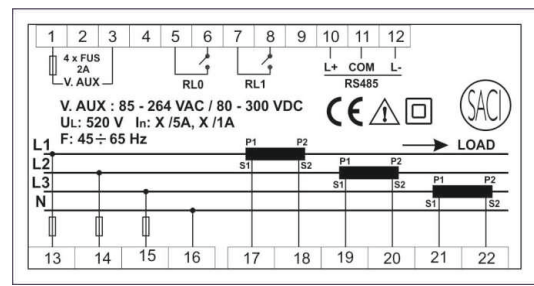 1 2 3 4 5 6 7 8 9 10 11 12
4 x FUS
2A
V. AUX
RL0
RL1
L+ COM L-
RS485
V. AUX : 85 - 264 VAC / 80 - 300 VDC
UL: 520 V In: X /5A, X /1A
F: 45÷ 65 Hz
CE
SACI
L1
P1 P2
LOAD
L2
S1 S2
P1 P2
L3
S1 S2
P1 P2
N
S1 S2
13 14 15 16 17 18 19 20 21 22